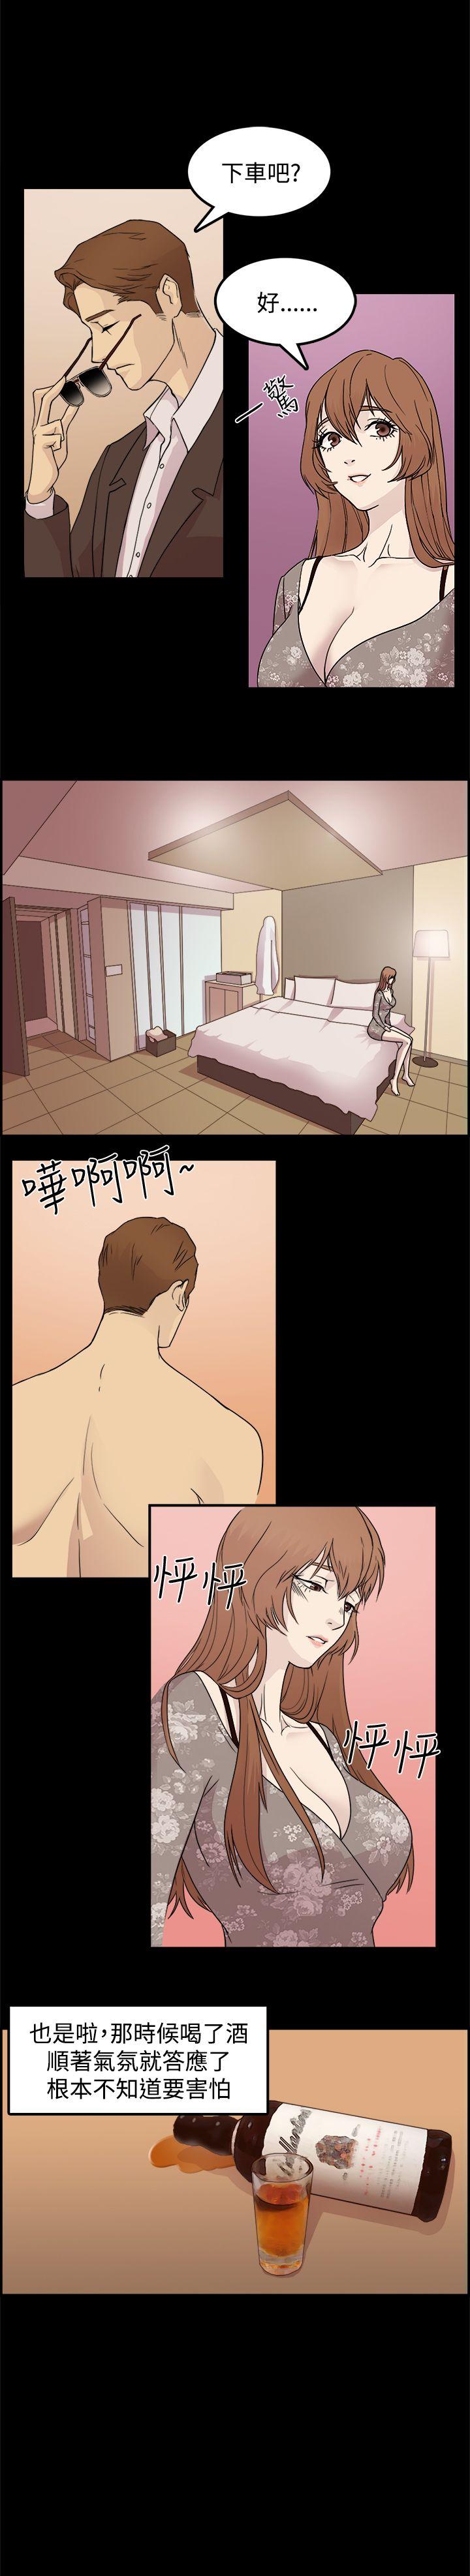 下車吧?
好......
驚
嘩啊啊~
怦怦
怦怦
也是啦，那時候喝了酒
順著氣氛就答應了
根本不知道要害怕
Ballantine's